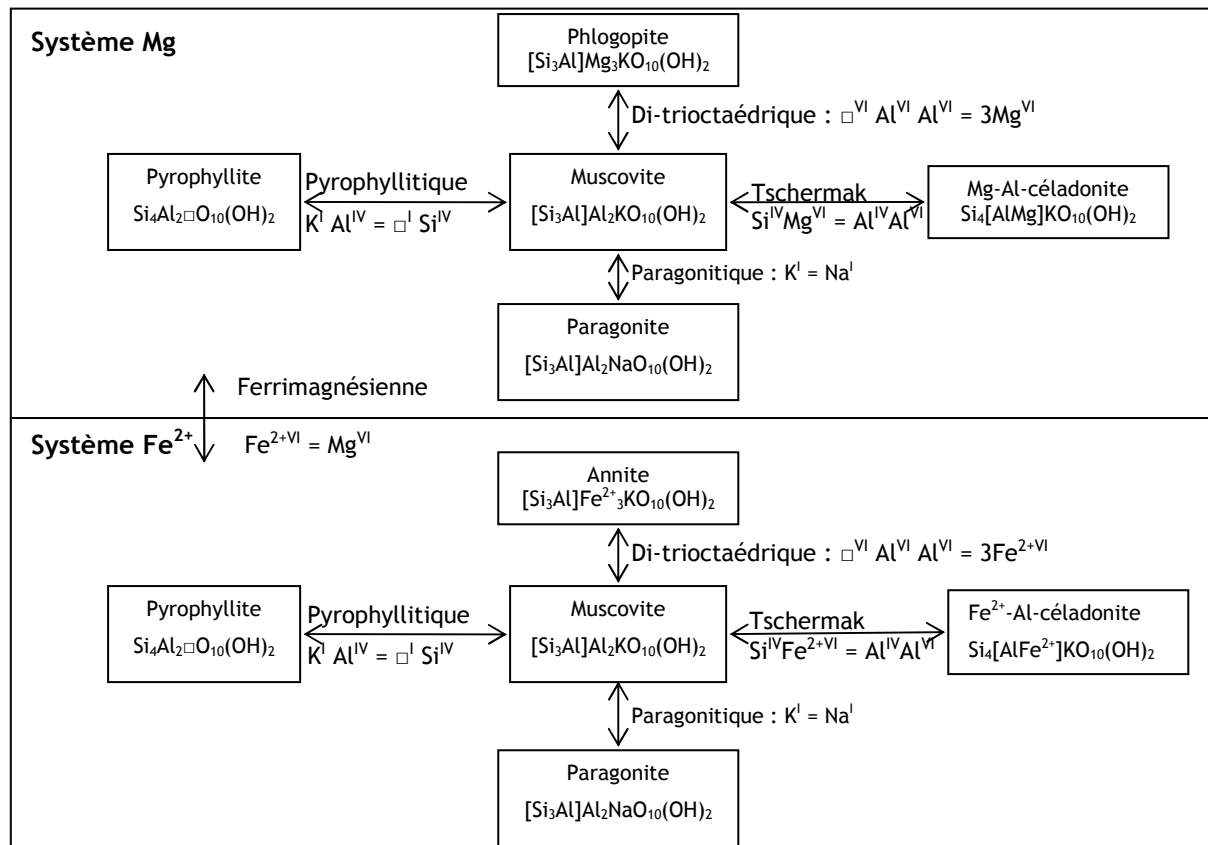 Système Mg
Phlogopite
[Si₃Al]Mg₃KO₁₀(OH)₂
Di-trioctaédrique : □ⱽᴵ Alⱽᴵ Alⱽᴵ = 3Mgⱽᴵ
Pyrophyllite
Si₄Al₂□O₁₀(OH)₂
Pyrophyllitique
Kᴵ Alᴵⱽ = □ᴵ Siᴵⱽ
Muscovite
[Si₃Al]Al₂KO₁₀(OH)₂
Tschermak
SiᴵⱽMgⱽᴵ = AlᴵⱽAlⱽᴵ
Mg-Al-céladonite
Si₄[AlMg]KO₁₀(OH)₂
Paragonitique : Kᴵ = Naᴵ
Paragonite
[Si₃Al]Al₂NaO₁₀(OH)₂
Ferrimagnésienne
Système Fe²⁺
Fe²⁺ⱽᴵ = Mgⱽᴵ
Annite
[Si₃Al]Fe²⁺₃KO₁₀(OH)₂
Di-trioctaédrique : □ⱽᴵ Alⱽᴵ Alⱽᴵ = 3Fe²⁺ⱽᴵ
Pyrophyllite
Si₄Al₂□O₁₀(OH)₂
Pyrophyllitique
Kᴵ Alᴵⱽ = □ᴵ Siᴵⱽ
Muscovite
[Si₃Al]Al₂KO₁₀(OH)₂
Tschermak
SiᴵⱽFe²⁺ⱽᴵ = AlᴵⱽAlⱽᴵ
Fe²⁺-Al-céladonite
Si₄[AlFe²⁺]KO₁₀(OH)₂
Paragonitique : Kᴵ = Naᴵ
Paragonite
[Si₃Al]Al₂NaO₁₀(OH)₂